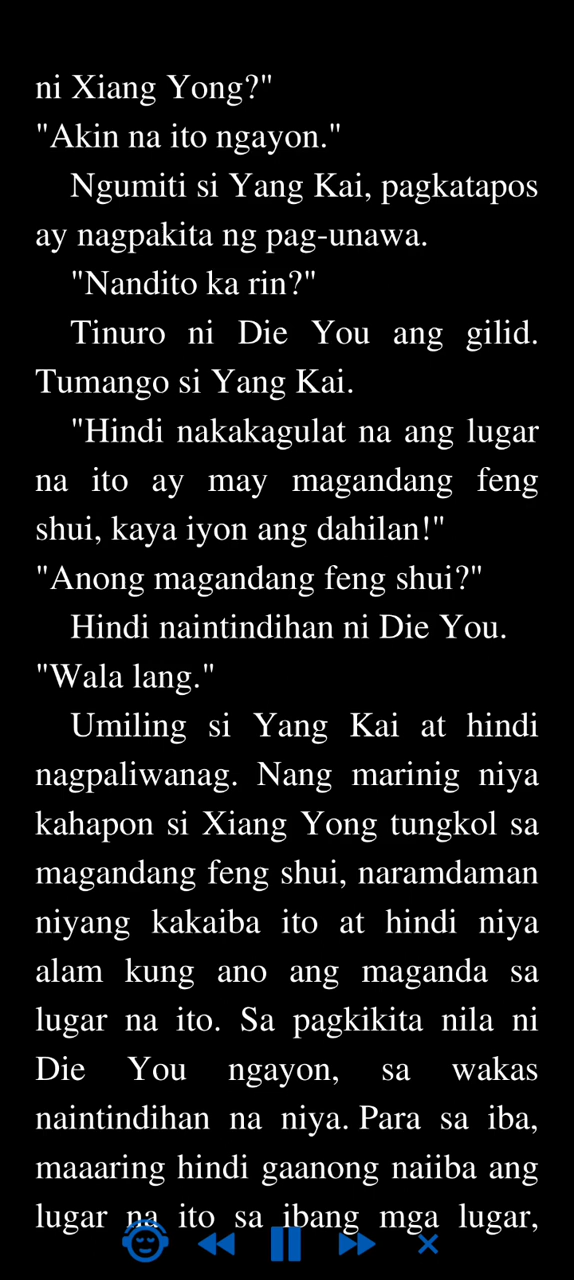 ni Xiang Yong?"
"Akin na ito ngayon."
Ngumiti si Yang Kai, pagkatapos
ay nagpakita ng pag-unawa.
"Nandito ka rin?"
Tinuro ni Die You ang gilid.
Tumango si Yang Kai.
"Hindi nakakagulat na ang lugar
na ito ay may magandang feng
shui, kaya iyon ang dahilan!"
"Anong magandang feng shui?"
Hindi naintindihan ni Die You.
"Wala lang."
Umiling si Yang Kai at hindi
nagpaliwanag. Nang marinig niya
kahapon si Xiang Yong tungkol sa
magandang feng shui, naramdaman
niyang kakaiba ito at hindi niya
alam kung ano ang maganda sa
lugar na ito. Sa pagkikita nila ni
Die You ngayon, sa wakas
naintindihan na niya. Para sa iba,
maaaring hindi gaanong naiiba ang
lugar na ito sa ibang mga lugar,